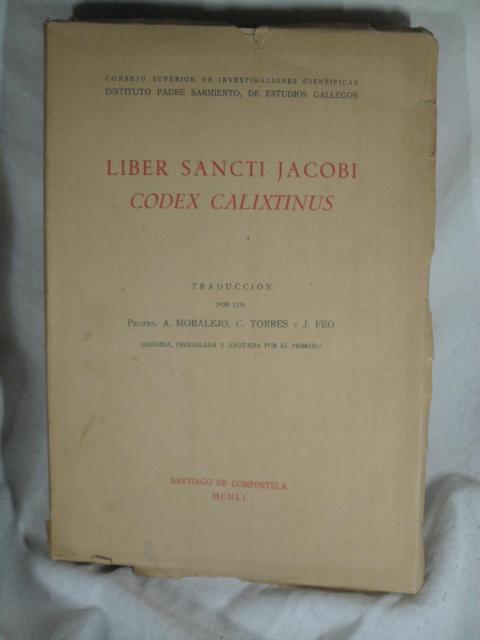 CONSEJO SUPERIOR DE INVESTIGACIONES CIENTIFICAS
INSTITUTO PADRE SARMIENTO, DE ESTUDIOS GALLEGOS
LIBER SANCTI JACOBI
CODEX CALIXTINUS
TRADUCCION
POR LOS
PROFES. A. MORALEJO, C. TORRES Y J. FEO
DIRIGIDA, PROLOGADA Y ANOTADA POR EL PRIMERO
SANTIAGO DE COMPOSTELA
MCMLI